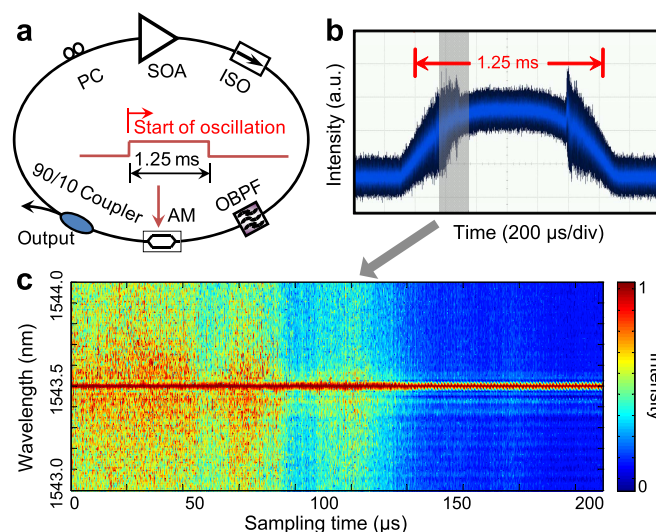 a
PC
SOA
ISO
Start of oscillation
1.25 ms
90/10 Coupler
AM
OBPF
Output
b
Intensity (a.u.)
1.25 ms
Time (200 µs/div)
c
Wavelength (nm)
1544.0
1543.5
1543.0
0
50
100
150
200
Sampling time (µs)
1
0
Intensity